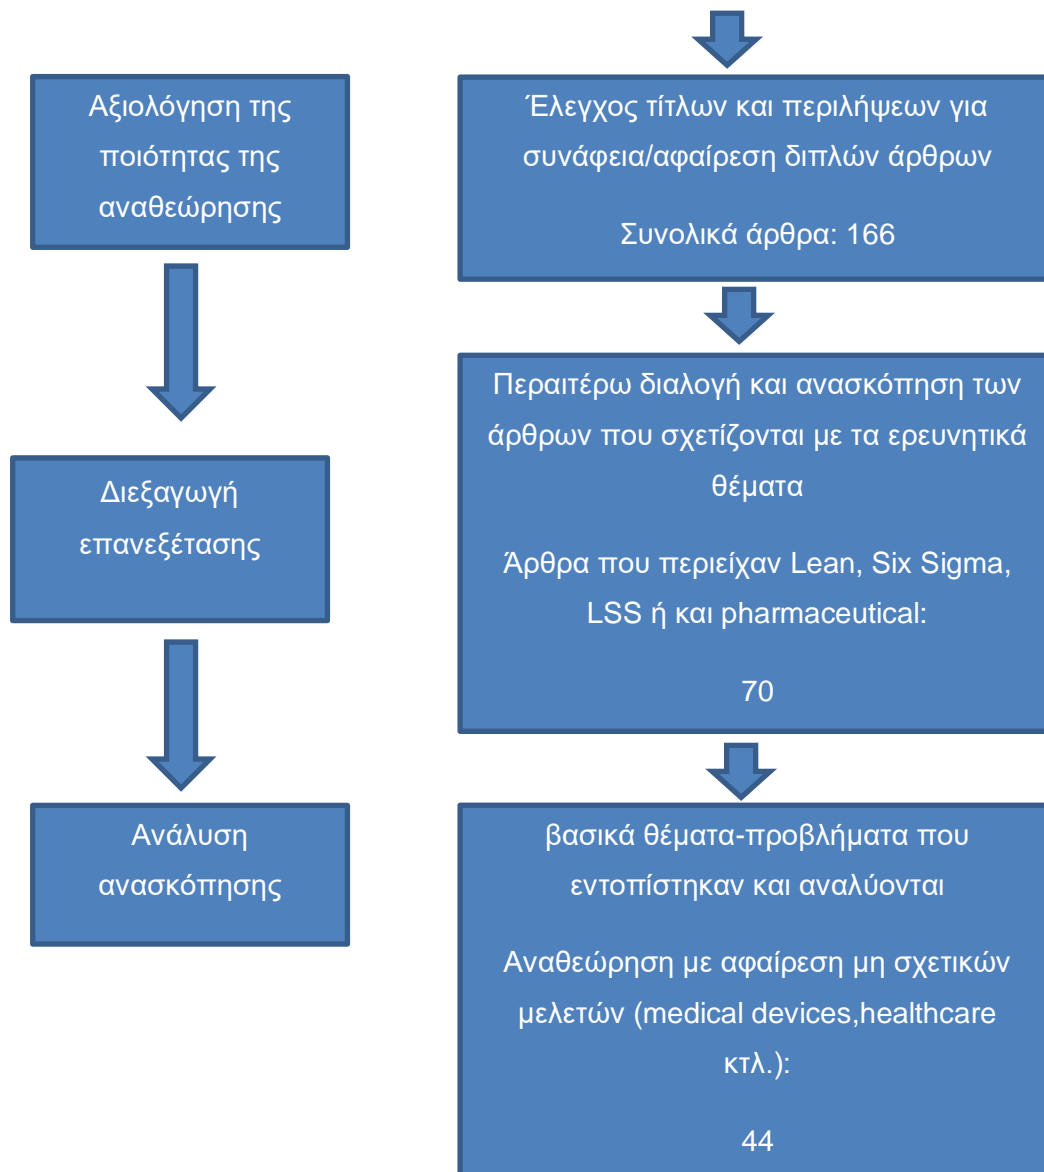 Αξιολόγηση της
ποιότητας της
αναθεώρησης
Έλεγχος τίτλων και περιλήψεων για
συνάφεια/αφαίρεση διπλών άρθρων
Συνολικά άρθρα: 166
Διεξαγωγή
επανεξέτασης
Περαιτέρω διαλογή και ανασκόπηση των
άρθρων που σχετίζονται με τα ερευνητικά
θέματα
Άρθρα που περιείχαν Lean, Six Sigma,
LSS ή και pharmaceutical:
70
Ανάλυση
ανασκόπησης
βασικά θέματα-προβλήματα που
εντοπίστηκαν και αναλύονται
Αναθεώρηση με αφαίρεση μη σχετικών
μελετών (medical devices,healthcare
κτλ.):
44